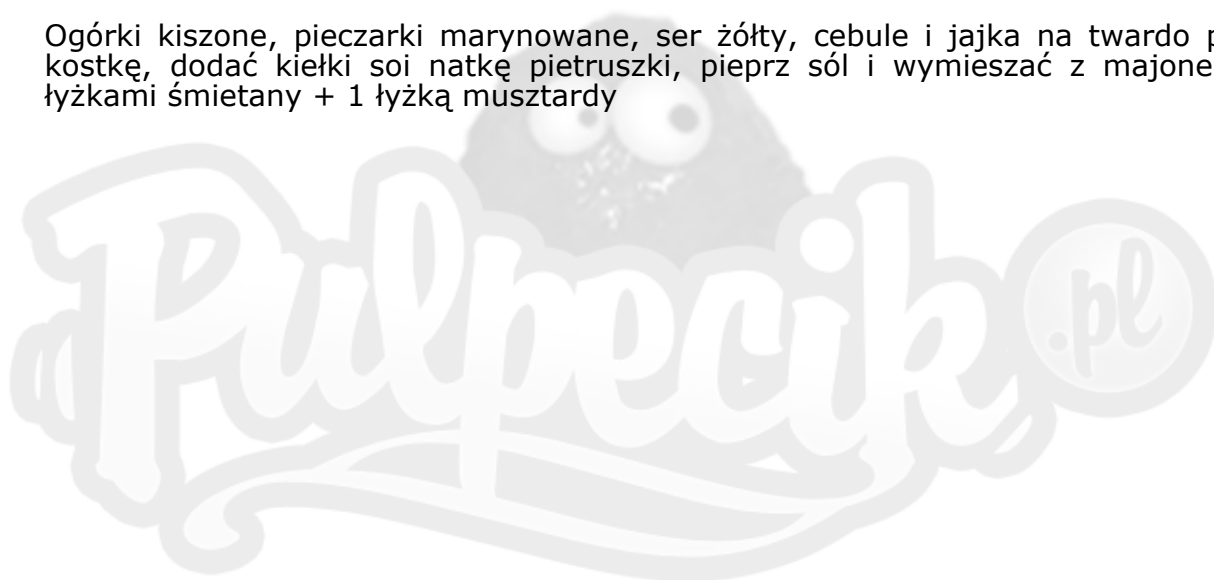 Ogórki kiszone, pieczarki marynowane, ser żółty, cebule i jajka na twardo
kostkę, dodać kiełki soi natkę pietruszki, pieprz sól i wymieszać z
łyżkami śmietany + 1 łyżką musztardy
Pulpecik.pl